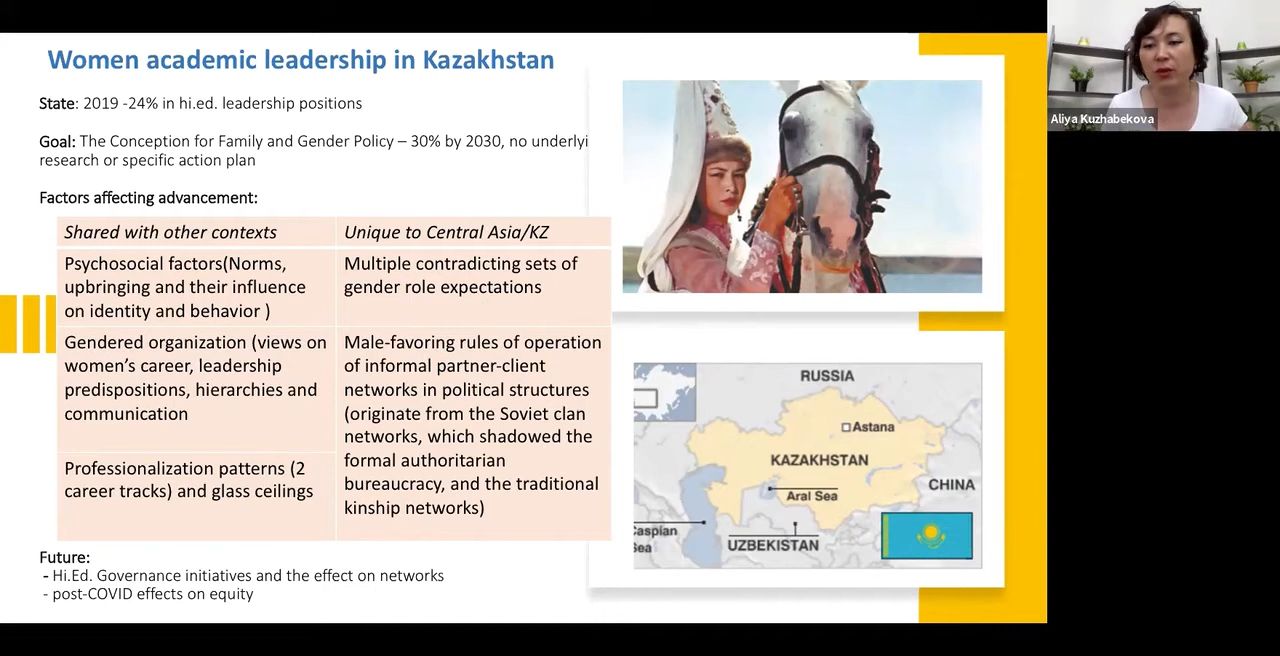 Women academic leadership in Kazakhstan
State: 2019 -24% in hi.ed. leadership positions
Goal: The Conception for Family and Gender Policy – 30% by 2030, no underlyi
research or specific action plan
Factors affecting advancement:
Shared with other contexts
Unique to Central Asia/KZ
Psychosocial factors(Norms,
upbringing and their influence
on identity and behavior )
Multiple contradicting sets of
gender role expectations
Gendered organization (views on
women's career, leadership
predispositions, hierarchies and
communication
Male-favoring rules of operation
of informal partner-client
networks in political structures
(originate from the Soviet clan
networks, which shadowed the
formal authoritarian
bureaucracy, and the traditional
kinship networks)
Professionalization patterns (2
career tracks) and glass ceilings
Future:
- Hi.Ed. Governance initiatives and the effect on networks
- post-COVID effects on equity
RUSSIA
Astana
KAZAKHSTAN
Aral Sea
CHINA
Caspian
Sea
UZBEKISTAN
Aliya Kuzhabekova